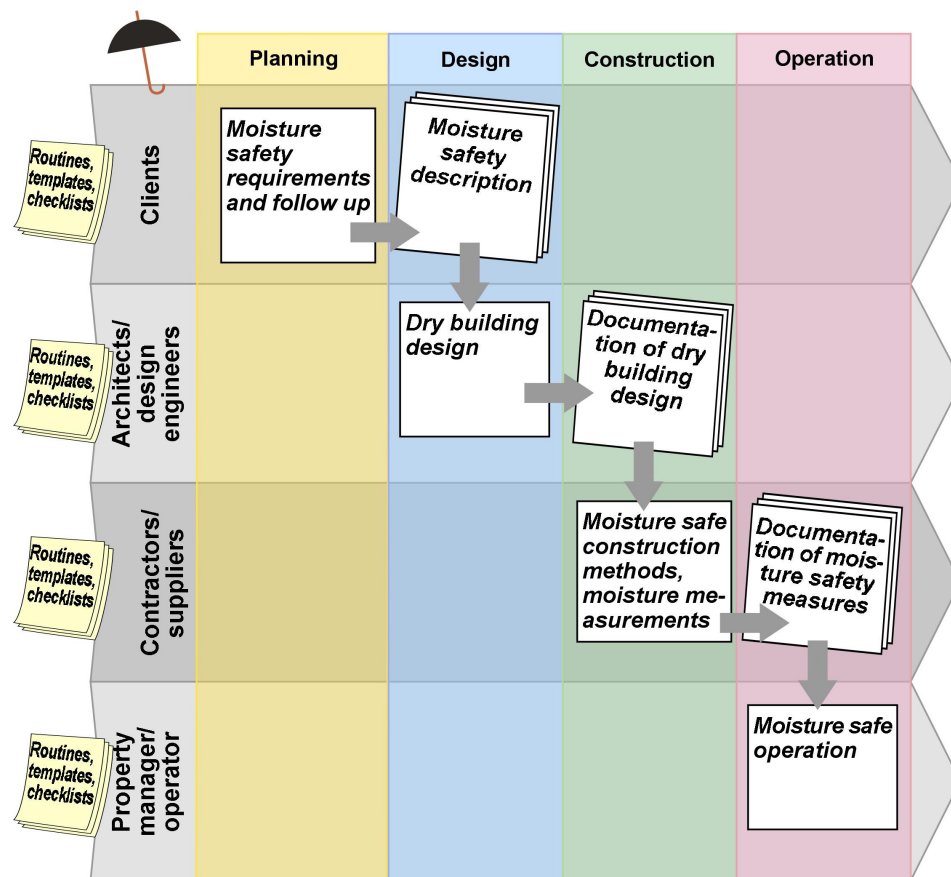 Planning
Design
Construction
Operation
Routines,
templates,
checklists
Clients
Moisture
safety
requirements
and follow up
Moisture
safety
description
Routines,
templates,
checklists
Architects/
design
engineers
Dry building
design
Documenta-
tion of dry
building
design
Routines,
templates,
checklists
Contractors/
suppliers
Moisture safe
construction
methods,
moisture me-
asurements
Documenta-
tion of mois-
ture safety
measures
Routines,
templates,
checklists
Property
manager/
operator
Moisture safe
operation